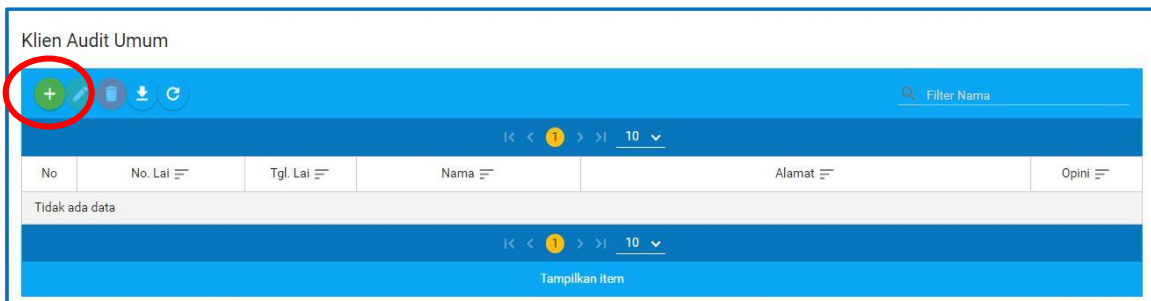 Klien Audit Umum
Filter Nama
1 10
No No. Lai Tgl. Lai Nama Alamat Opini
Tidak ada data
1 10
Tampilkan item